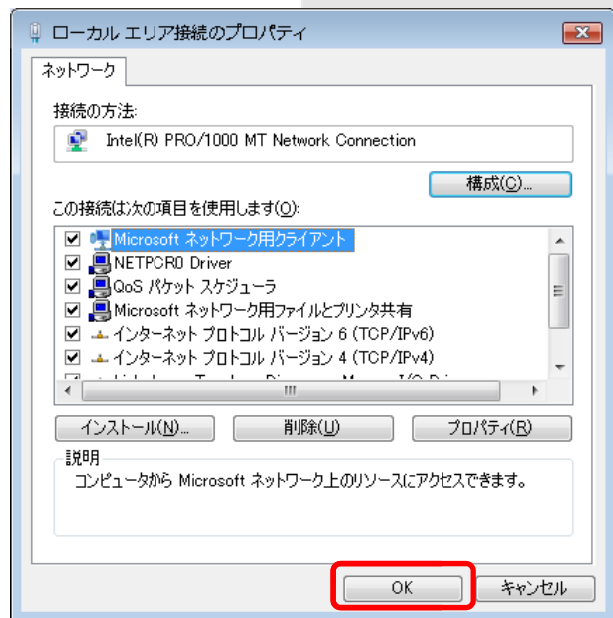 ローカル エリア接続のプロパティ
ネットワーク
接続の方法:
Intel(R) PRO/1000 MT Network Connection
構成(C)...
この接続は次の項目を使用します(O):
Microsoft ネットワーク用クライアント
NETPCR0 Driver
QoS パケット スケジューラ
Microsoft ネットワーク用ファイルとプリンタ共有
インターネット プロトコル バージョン 6 (TCP/IPv6)
インターネット プロトコル バージョン 4 (TCP/IPv4)
インストール(N)...
削除(U)
プロパティ(R)
説明
コンピュータから Microsoft ネットワーク上のリソースにアクセスできます。
OK
キャンセル